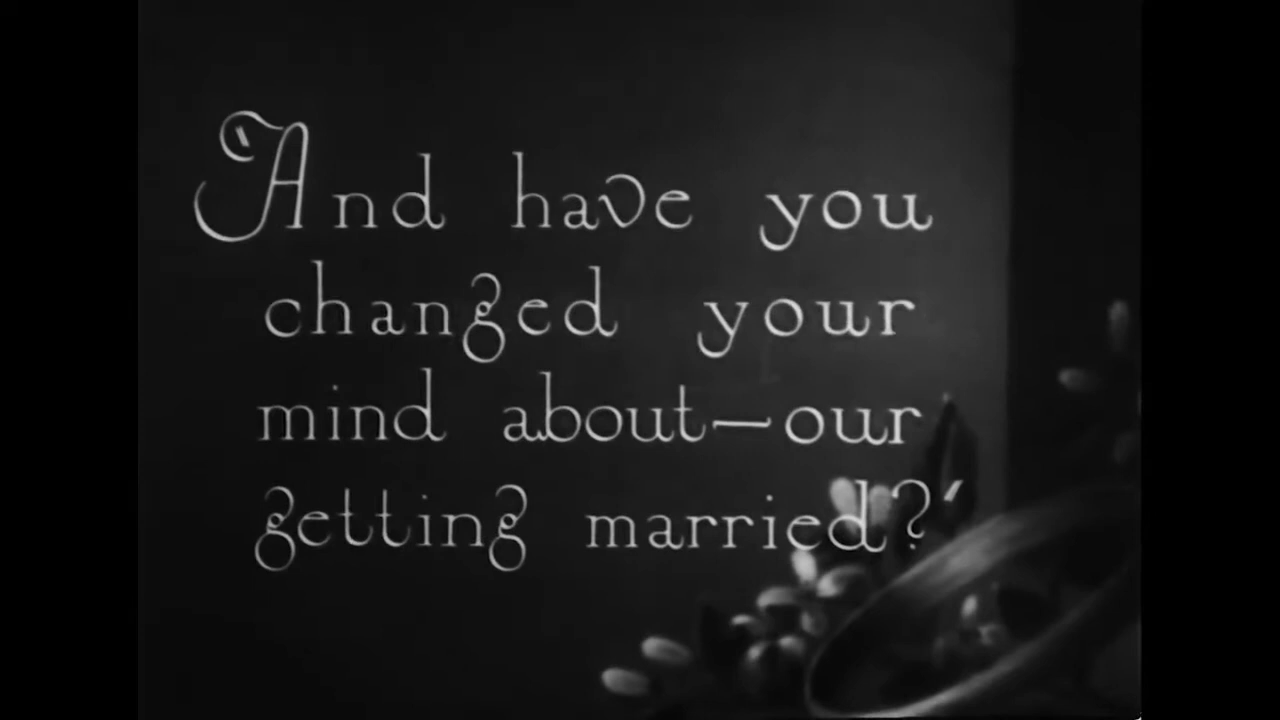 'And have you
changed your
mind about—our
getting married?'